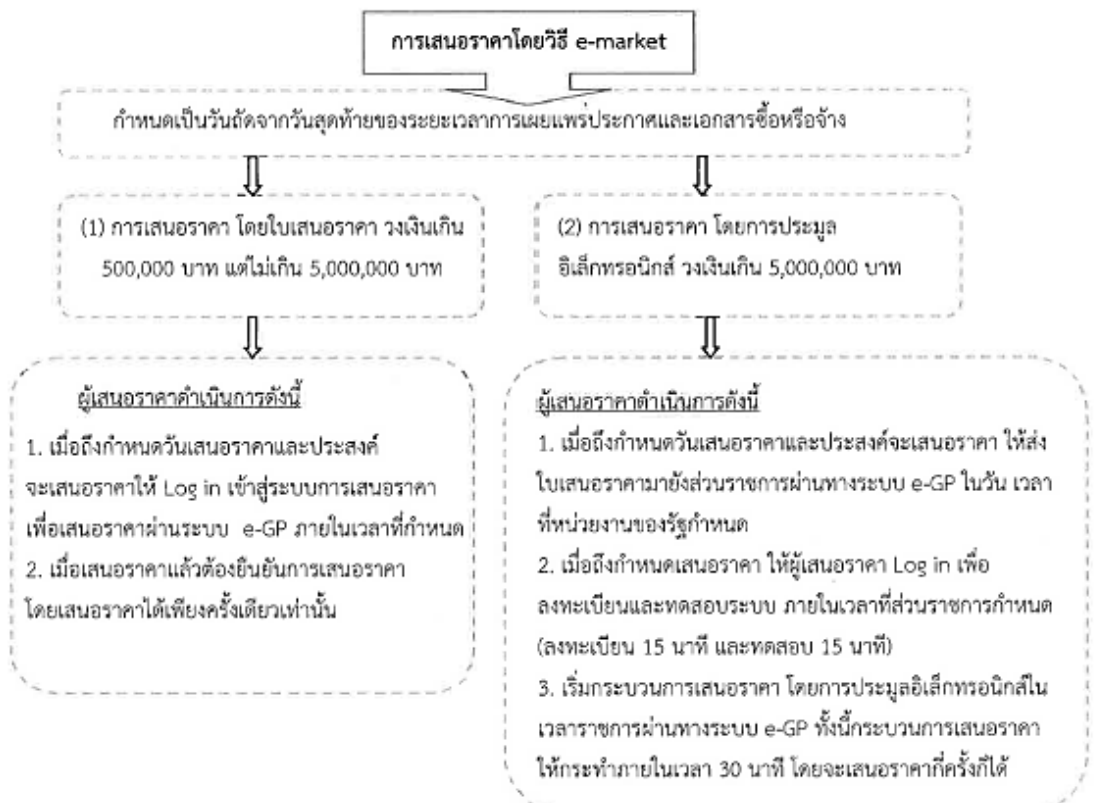 การเสนอราคาโดยวิธี e-market
กำหนดเป็นวันถัดจากวันสุดท้ายของระยะเวลาการเผยแพร่ประกาศและเอกสารซื้อหรือจ้าง
(1) การเสนอราคา โดยใบเสนอราคา วงเงินเกิน
500,000 บาท แต่ไม่เกิน 5,000,000 บาท
(2) การเสนอราคา โดยการประมูล
อิเล็กทรอนิกส์ วงเงินเกิน 5,000,000 บาท
ผู้เสนอราคาดำเนินการดังนี้
1. เมื่อถึงกำหนดวันเสนอราคาและประสงค์
จะเสนอราคาให้ Log in เข้าสู่ระบบการเสนอราคา
เพื่อเสนอราคาผ่านระบบ e-GP ภายในเวลาที่กำหนด
2. เมื่อเสนอราคาแล้วต้องยืนยันการเสนอราคา
โดยเสนอราคาได้เพียงครั้งเดียวเท่านั้น
ผู้เสนอราคาดำเนินการดังนี้
1. เมื่อถึงกำหนดวันเสนอราคาและประสงค์จะเสนอราคา ให้ส่ง
ใบเสนอราคามายังส่วนราชการผ่านทางระบบ e-GP ในวัน เวลา
ที่หน่วยงานของรัฐกำหนด
2. เมื่อถึงกำหนดเสนอราคา ให้ผู้เสนอราคา Log in เพื่อ
ลงทะเบียนและทดสอบระบบ ภายในเวลาที่ส่วนราชการกำหนด
(ลงทะเบียน 15 นาที และทดสอบ 15 นาที)
3. เริ่มกระบวนการเสนอราคา โดยการประมูลอิเล็กทรอนิกส์ใน
เวลาราชการผ่านทางระบบ e-GP ทั้งนี้กระบวนการเสนอราคา
ให้กระทำภายในเวลา 30 นาที โดยจะเสนอราคากี่ครั้งก็ได้